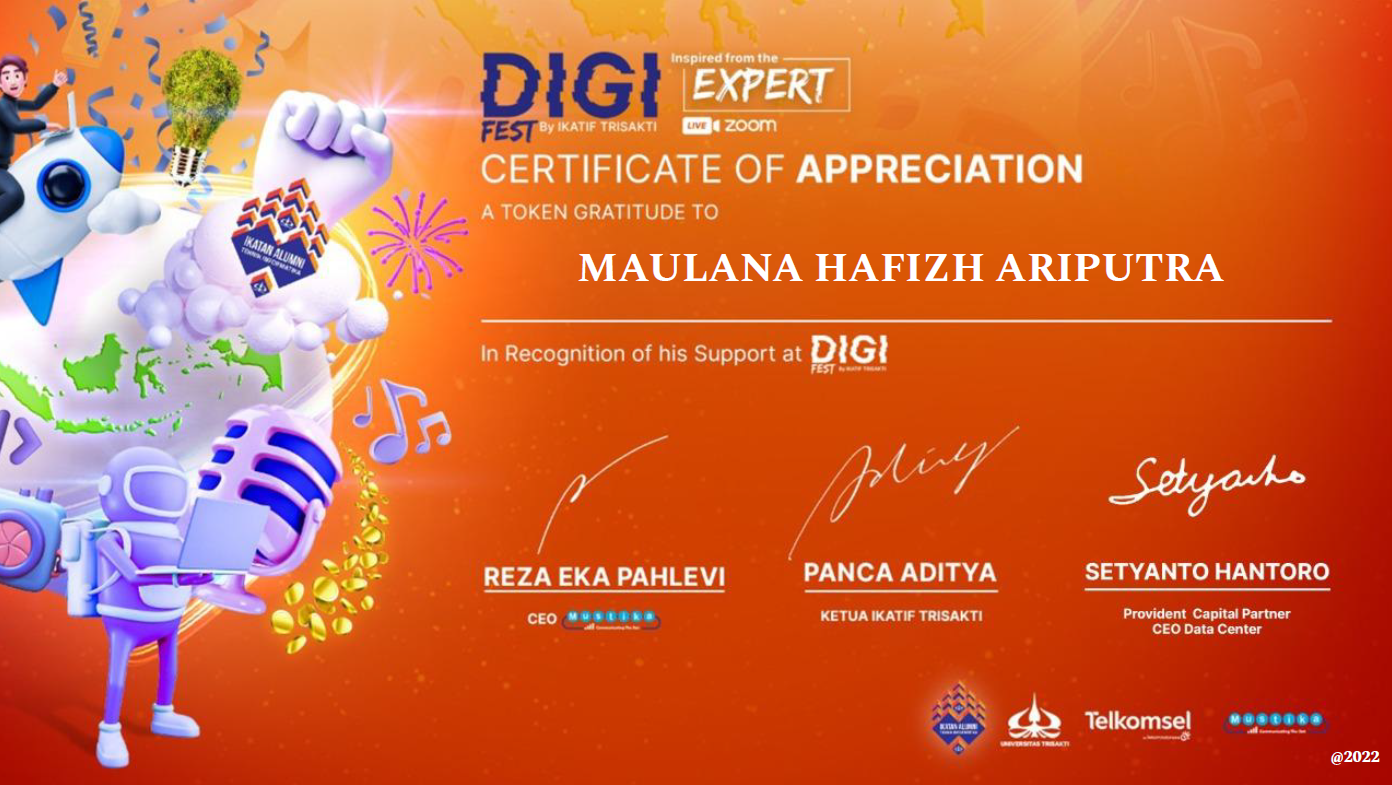 DIGI
FEST By IKATIF TRISAKTI
Inspired from the
EXPERT
LIVE zoom
CERTIFICATE OF APPRECIATION
A TOKEN GRATITUDE TO
IKATAN ALUMNI
TEKNIK INFORMATIKA
MAULANA HAFIZH ARIPUTRA
In Recognition of his Support at DIGI
FEST By IKATIF TRISAKTI
Setyanto
REZA EKA PAHLEVI
CEO Mustika
PANCA ADITYA
KETUA IKATIF TRISAKTI
SETYANTO HANTORO
Provident Capital Partner
CEO Data Center
IKATAN ALUMNI
UNIVERSITAS TRISAKTI
Telkomsel
Mustika
@2022